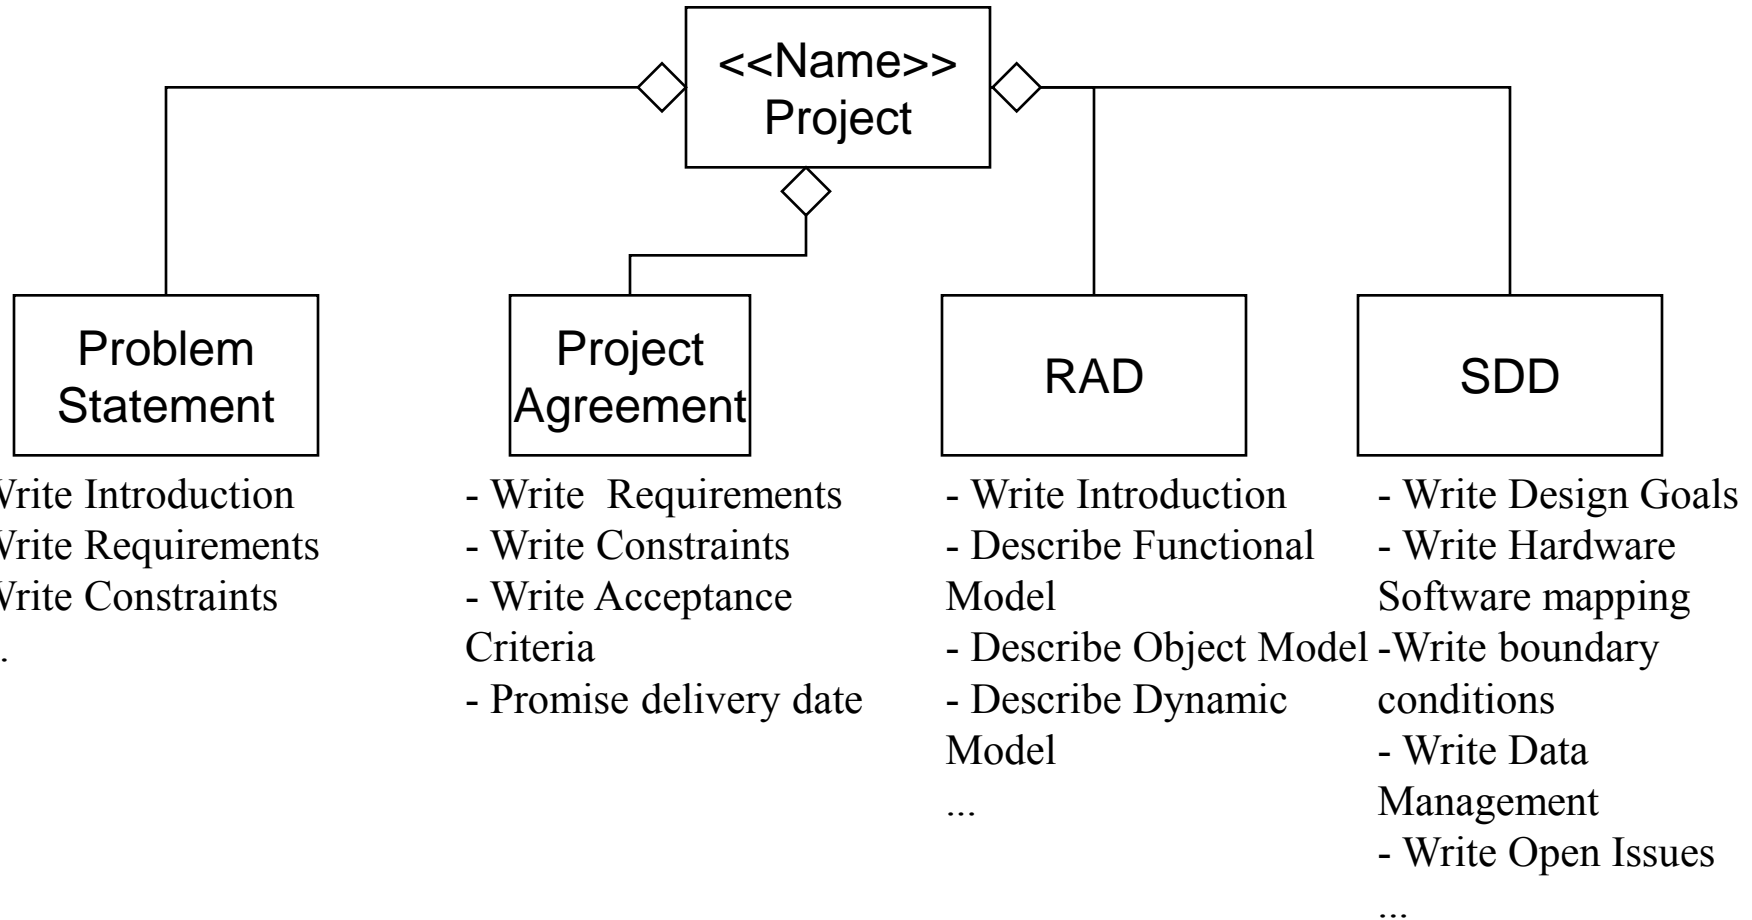 <<Name>>
Project
Problem
Statement
Project
Agreement
RAD
SDD
Write Introduction
Write Requirements
Write Constraints
..
- Write  Requirements
- Write Constraints
- Write Acceptance
Criteria
- Promise delivery date
- Write Introduction
- Describe Functional
Model
- Describe Object Model
- Describe Dynamic
Model
...
- Write Design Goals
- Write Hardware
Software mapping
-Write boundary
conditions
- Write Data
Management
- Write Open Issues
...